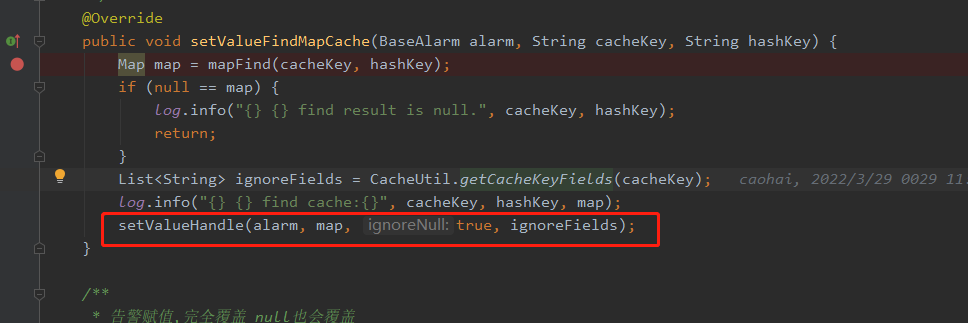 @Override
public void setValueFindMapCache(BaseAlarm alarm, String cacheKey, String hashKey) {
Map map = mapFind(cacheKey, hashKey);
if (null == map) {
log.info("{} {} find result is null.", cacheKey, hashKey);
return;
}
List<String> ignoreFields = CacheUtil.getCacheKeyFields(cacheKey); caohai, 2022/3/29 0029 11.
log.info("{} {} find cache:{}", cacheKey, hashKey, map);
setValueHandle(alarm, map, ignoreNull: true, ignoreFields);
}
/**
* 告警赋值,完全覆盖 null也会覆盖